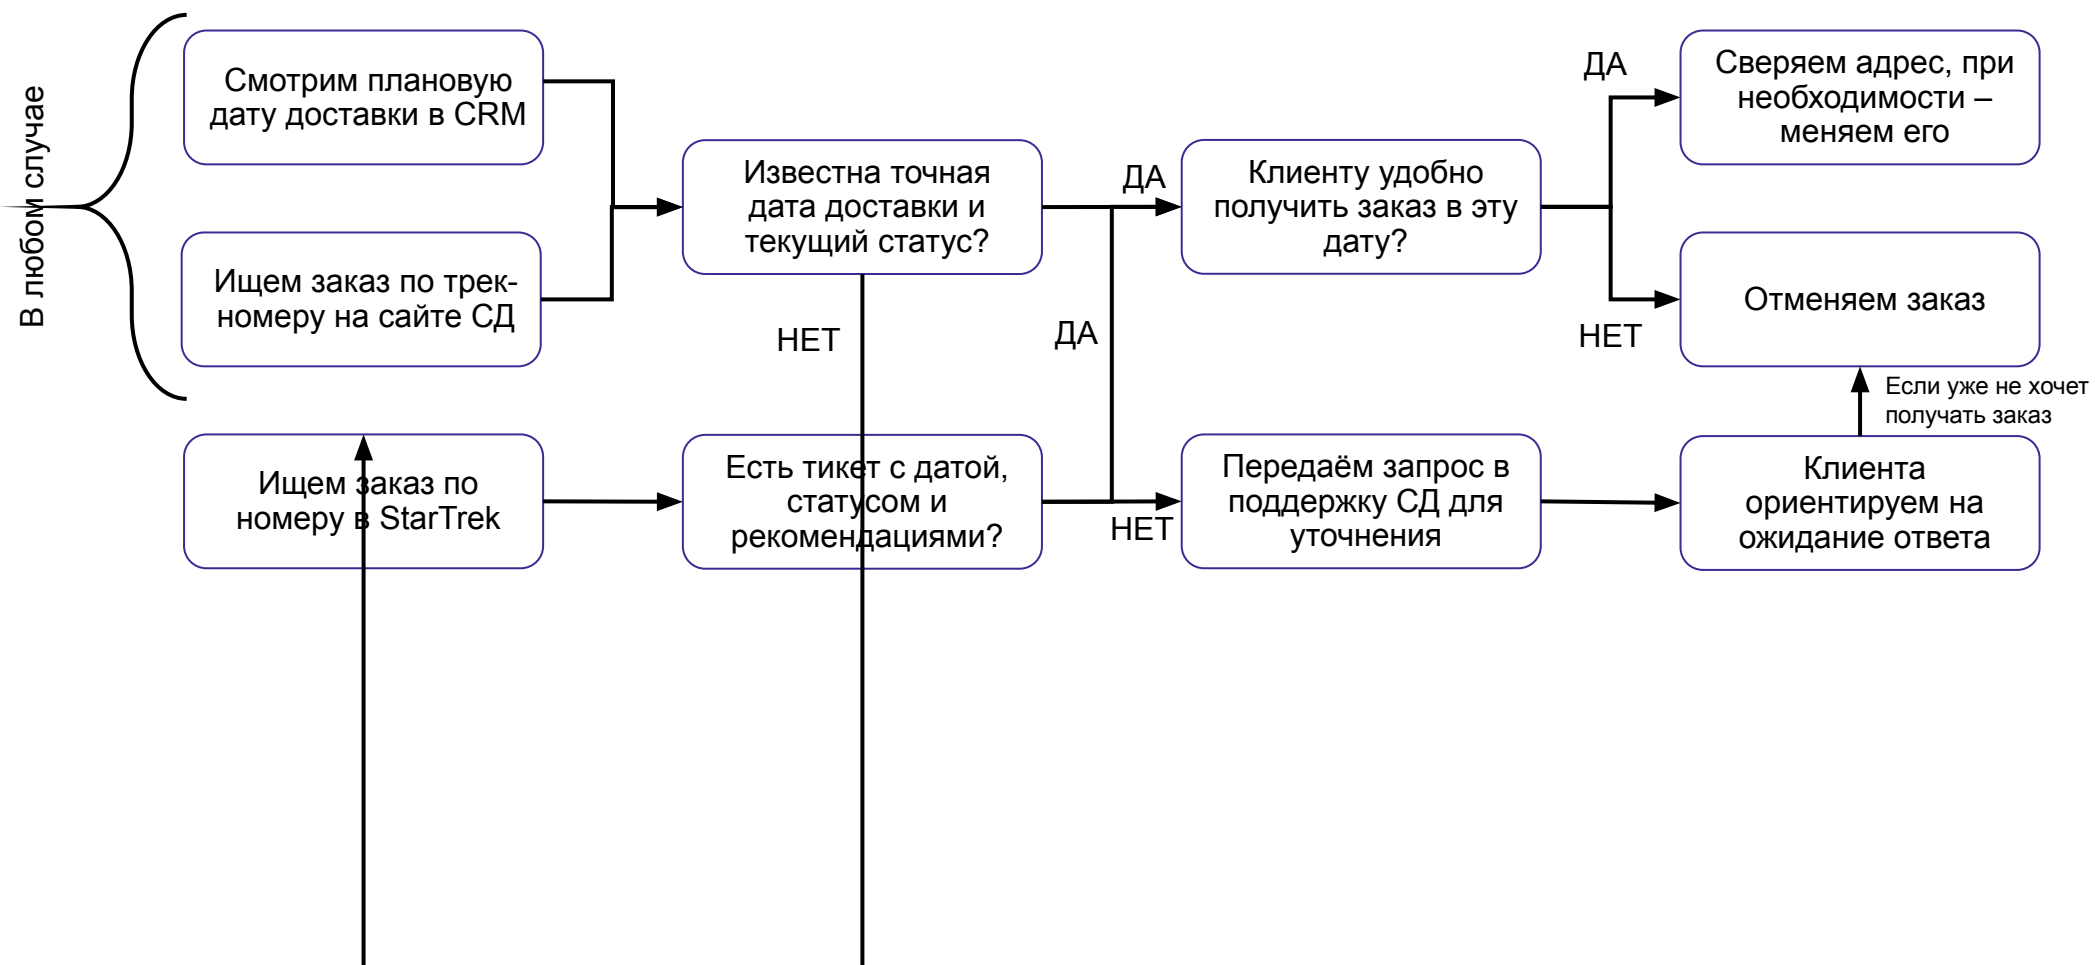 В любом случае
Смотрим плановую
дату доставки в CRM
Ищем заказ по трек-
номеру на сайте СД
Известна точная
дата доставки и
текущий статус?
ДА
НЕТ
ДА
Клиенту удобно
получить заказ в эту
дату?
ДА
НЕТ
Сверяем адрес, при
необходимости –
меняем его
Отменяем заказ
Если уже не хочет
получать заказ
Ищем заказ по
номеру в StarTrek
Есть тикет с датой,
статусом и
рекомендациями?
НЕТ
Передаём запрос в
поддержку СД для
уточнения
Клиента
ориентируем на
ожидание ответа